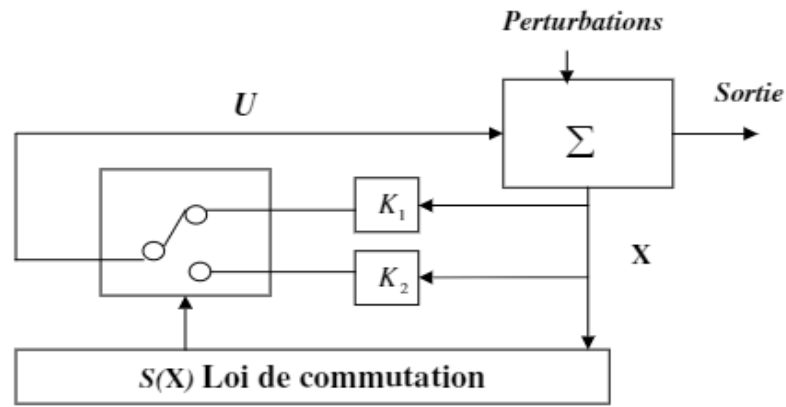 Perturbations
U
Sortie
Σ
K₁
X
K₂
S(X) Loi de commutation